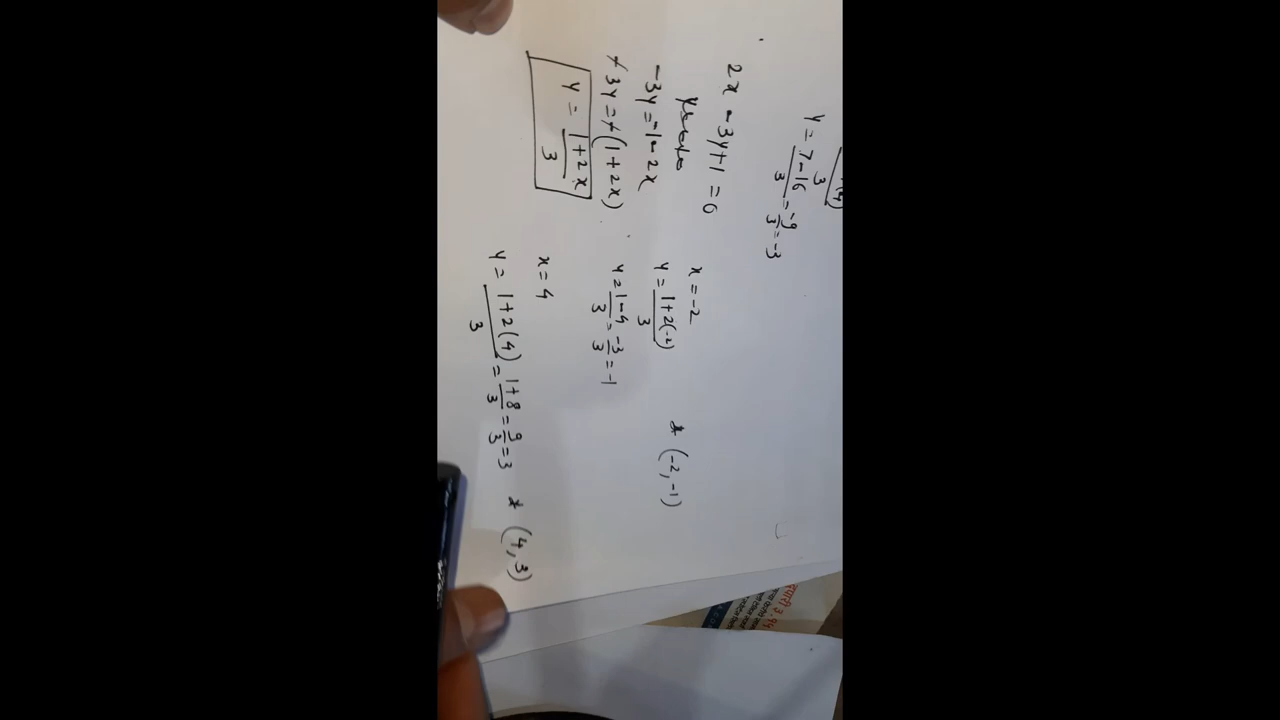 y = 7-16/3 = -9/3 = -3
2x - 3y + 1 = 0
-3y = -1 - 2x
+3y = +(1 + 2x)
y = 1+2x/3
x = -2
y = 1+2(-2)/3
y = 1-4/3 = -3/3 = -1
* (-2, -1)
x = 4
y = 1+2(4)/3 = 1+8/3 = 9/3 = 3 * (4, 3)